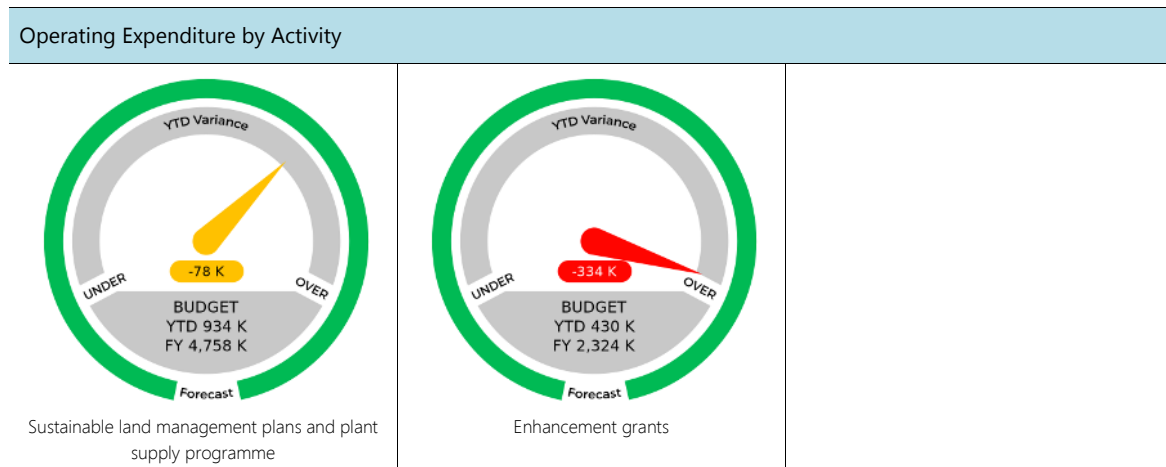 Operating Expenditure by Activity
YTD Variance
-78 K
UNDER
OVER
BUDGET
YTD 934 K
FY 4,758 K
Forecast
Sustainable land management plans and plant
supply programme
YTD Variance
-334 K
UNDER
OVER
BUDGET
YTD 430 K
FY 2,324 K
Forecast
Enhancement grants